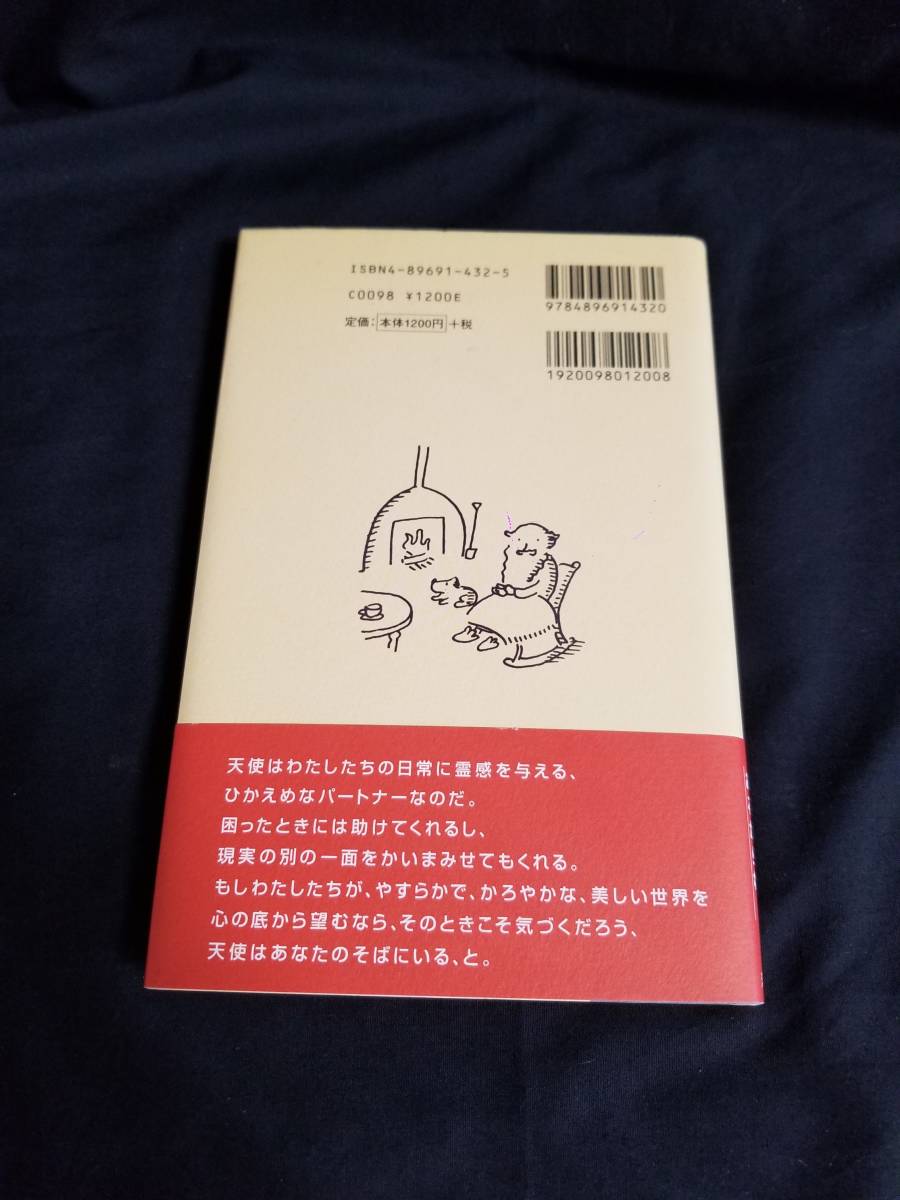 ISBN4-89691-432-5
C0098 ¥1200E
定価：本体1200円+税
9784896914320
1920098012008
天使はわたしたちの日常に霊感を与える、
ひかえめなパートナーなのだ。
困ったときには助けてくれるし、
現実の別の一面をかいまみせてもくれる。
もしわたしたちが、やすらかで、かろやかな、美しい世界を
心の底から望むなら、そのときこそ気づくだろう、
天使はあなたのそばにいる、と。